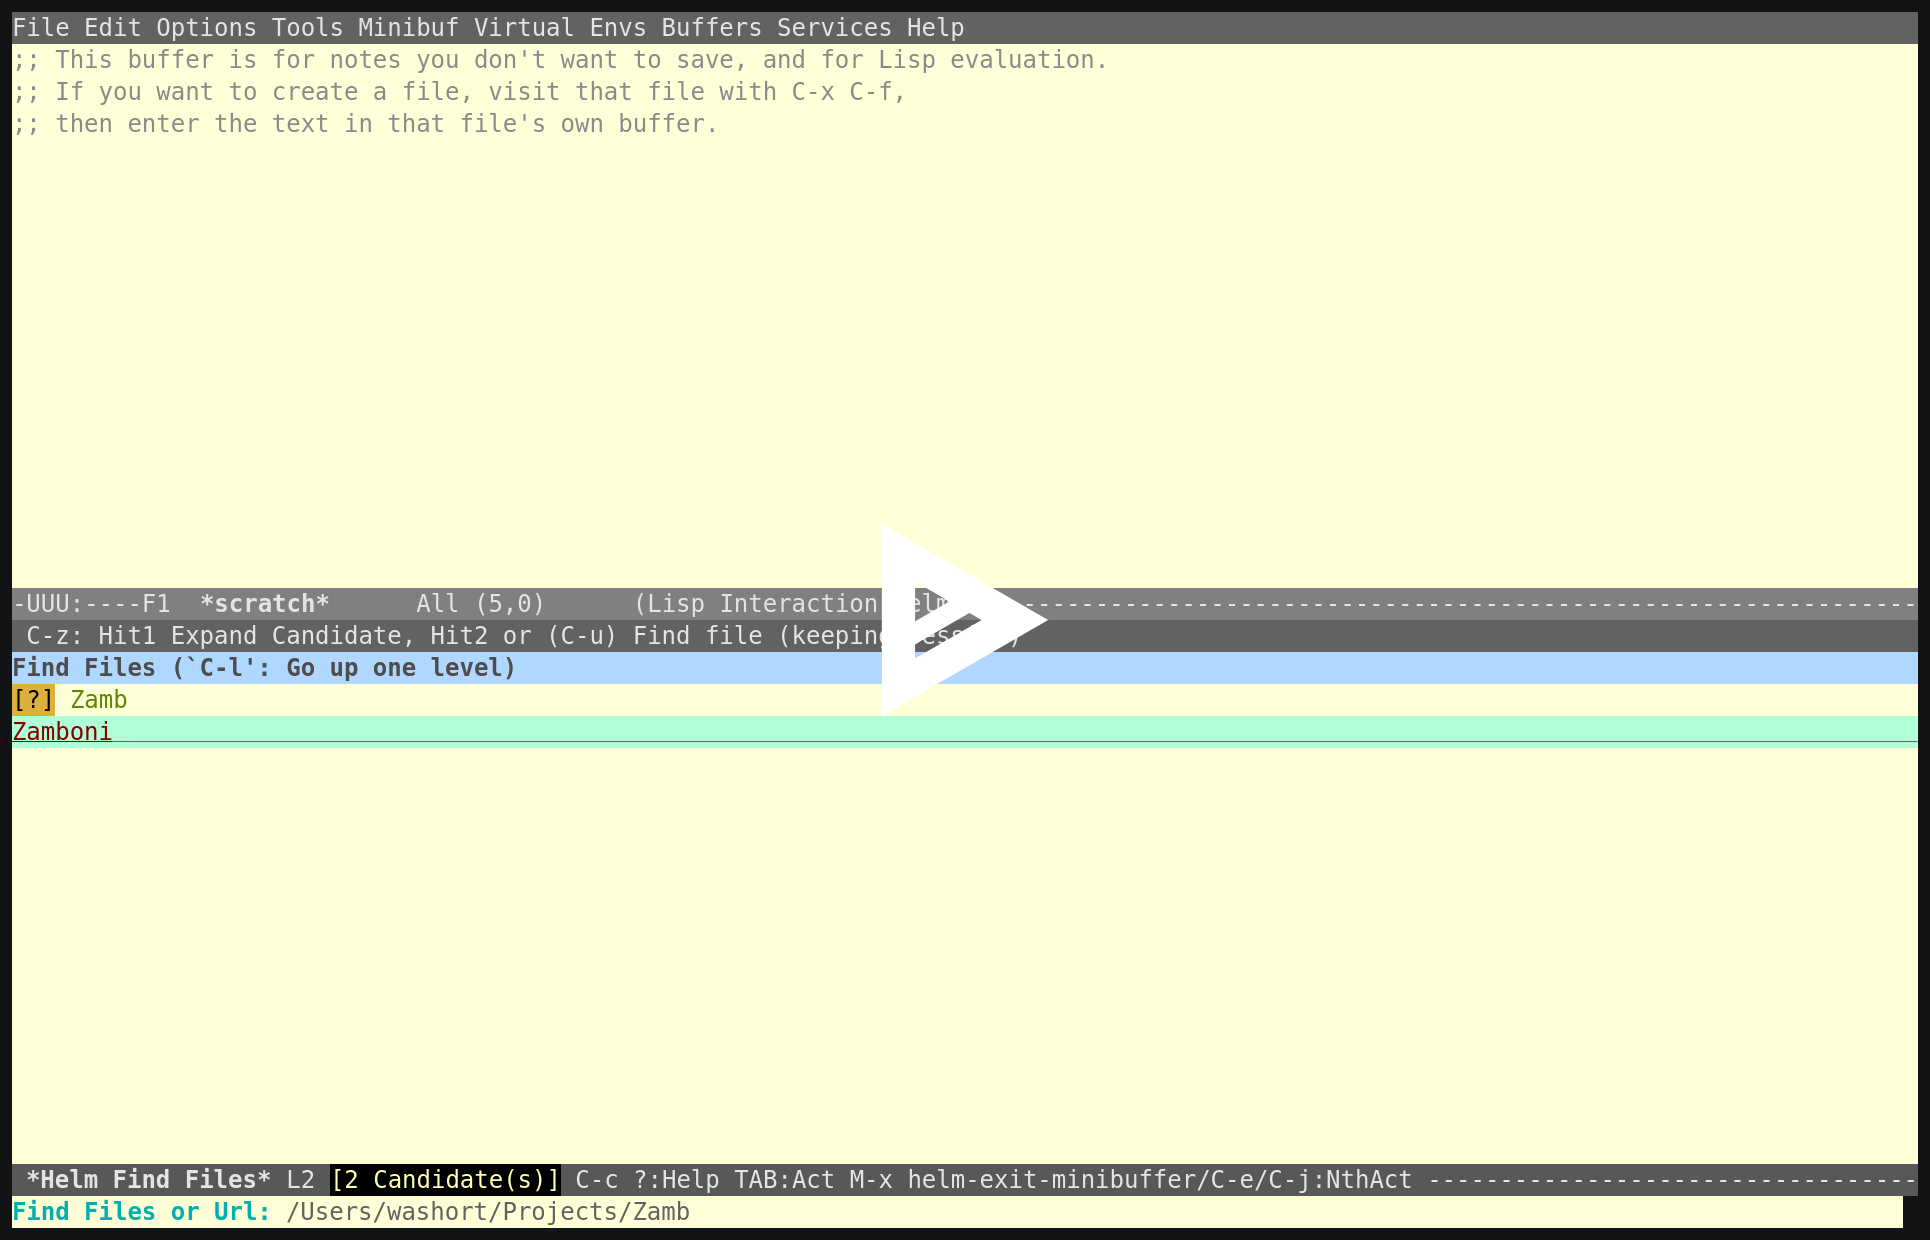 File Edit Options Tools Minibuf Virtual Envs Buffers Services Help
;; This buffer is for notes you don't want to save, and for Lisp evaluation.
;; If you want to create a file, visit that file with C-x C-f,
;; then enter the text in that file's own buffer.
-UUU:----F1  *scratch*      All (5,0)      (Lisp Interaction
C-z: Hit1 Expand Candidate, Hit2 or (C-u) Find file (keeping
Find Files (`C-l': Go up one level)
[?] Zamb
Zamboni
*Helm Find Files* L2 [2 Candidate(s)] C-c ?:Help TAB:Act M-x helm-exit-minibuffer/C-e/C-j:NthAct ----------------------------------
Find Files or Url: /Users/washort/Projects/Zamb